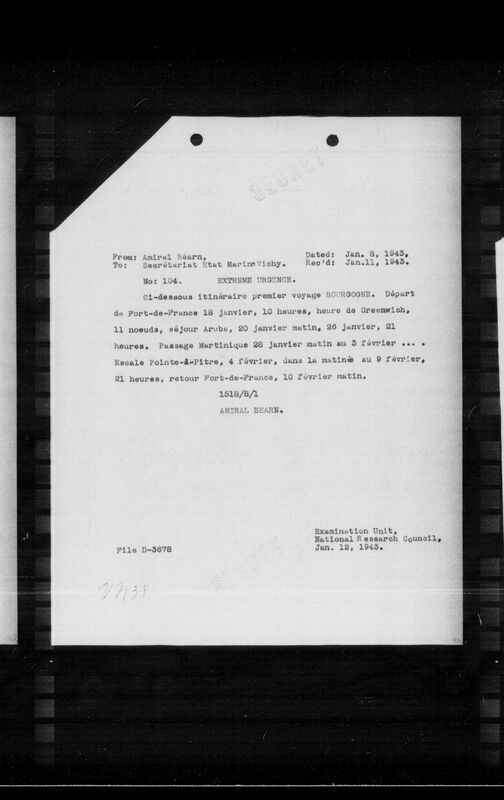 SECRET
From: Amiral Béarn, Dated: Jan. 8, 1943.
To: Secrétariat Etat Marine Vichy. Rec'd: Jan.11, 1943.
No: 104. EXTREME URGENCE.
Ci-dessous itinéraire premier voyage BOURGOGNE. Départ
de Fort-de-France 18 janvier, 10 heures, heure de Greenwich,
11 noeuds, séjour Aruba, 20 janvier matin, 26 janvier, 21
heures. Passage Martinique 28 janvier matin au 3 février ... .
Escale Pointe-à-Pitre, 4 février, dans la matinée au 9 février,
21 heures, retour Fort-de-France, 10 février matin.
1518/8/1
AMIRAL BEARN.
Examination Unit,
National Research Council,
File D-3678 Jan. 12, 1943.
SECRET